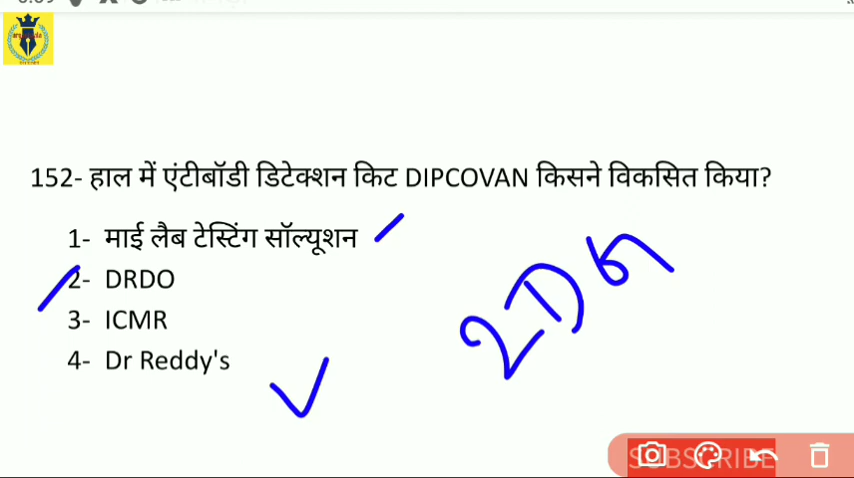 152- हाल में एंटीबॉडी डिटेक्शन किट DIPCOVAN किसने विकसित किया?
1- माई लैब टेस्टिंग सॉल्यूशन
2- DRDO
3- ICMR
4- Dr Reddy's
SUBSCRIBE